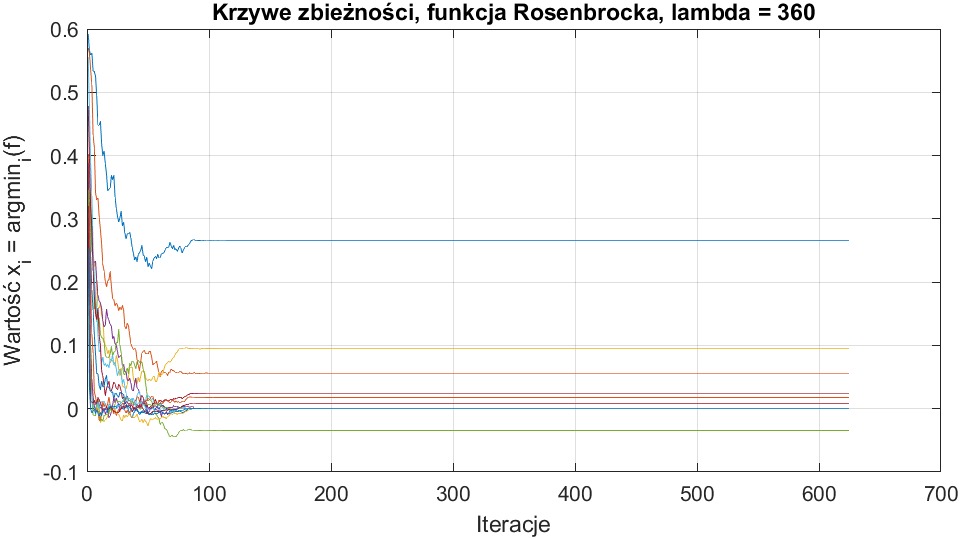 Krzywe zbieżności, funkcja Rosenbrocka, lambda = 360
Wartość x_i = argmin_i(f)
0.6
0.5
0.4
0.3
0.2
0.1
0
-0.1
0 100 200 300 400 500 600 700
Iteracje